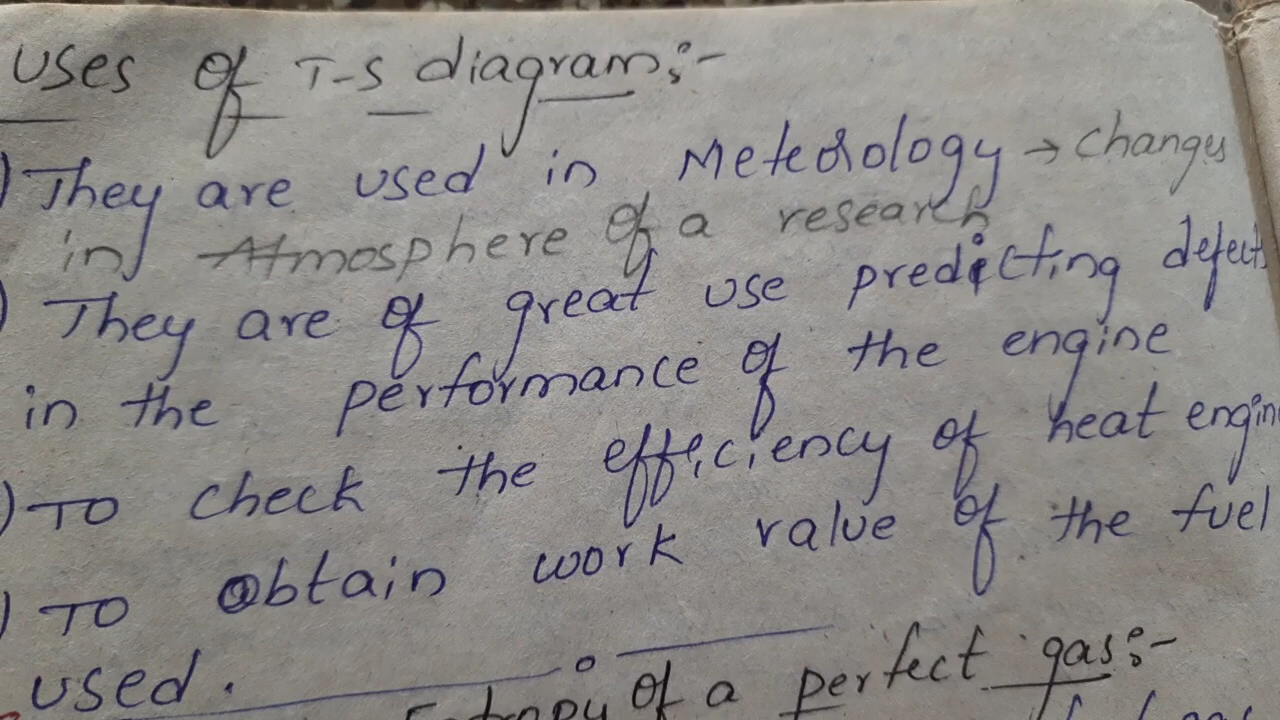 uses of T-S diagram:-
) They are used in Meteorology → changes
in Atmosphere of a research
) They are of great use predicting defects
in the performance of the engine
) To check the efficiency of heat engin
) To obtain work value of the fuel
used.
Entropy of a perfect gas:-